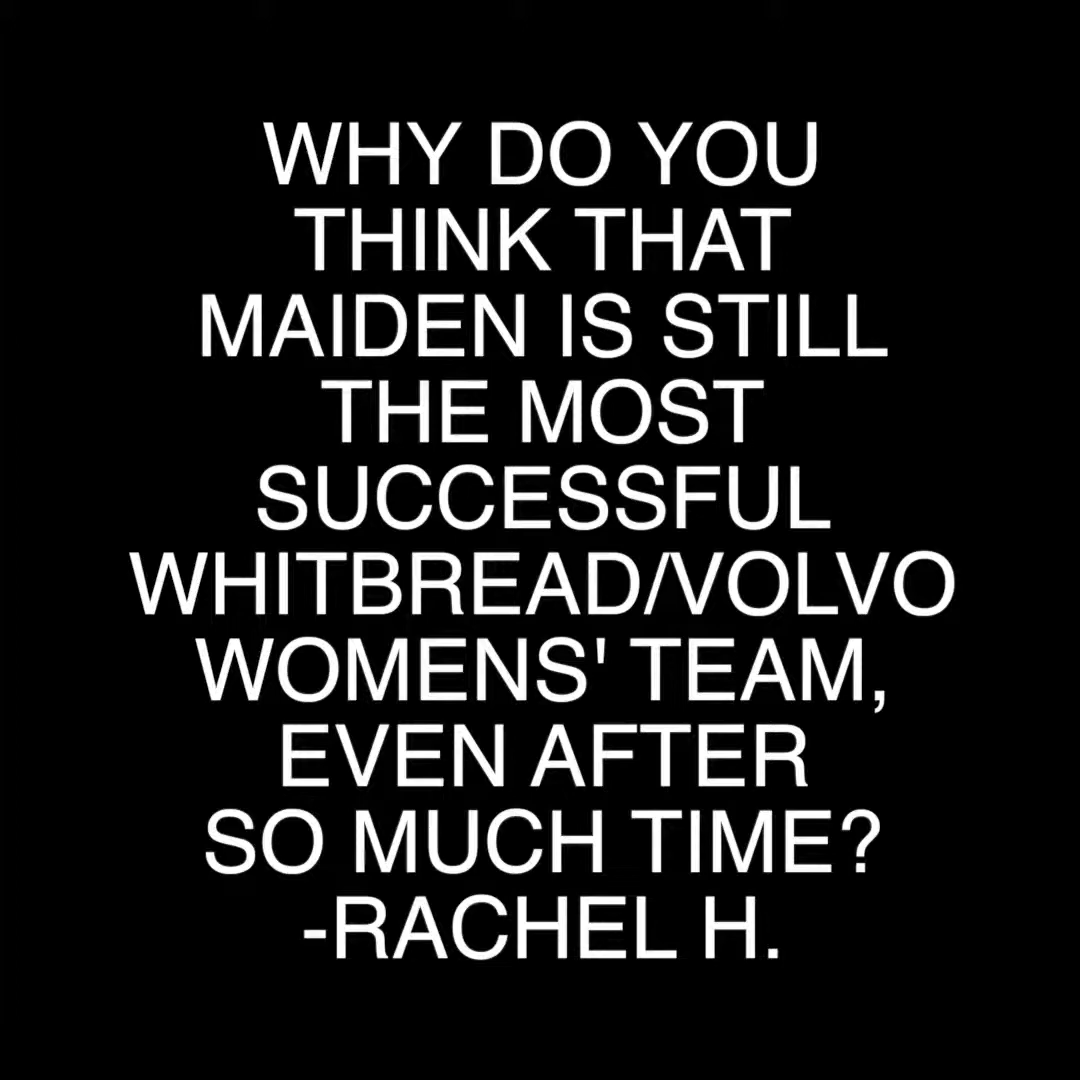 WHY DO YOU
THINK THAT
MAIDEN IS STILL
THE MOST
SUCCESSFUL
WHITBREAD/VOLVO
WOMENS' TEAM,
EVEN AFTER
SO MUCH TIME?
-RACHEL H.